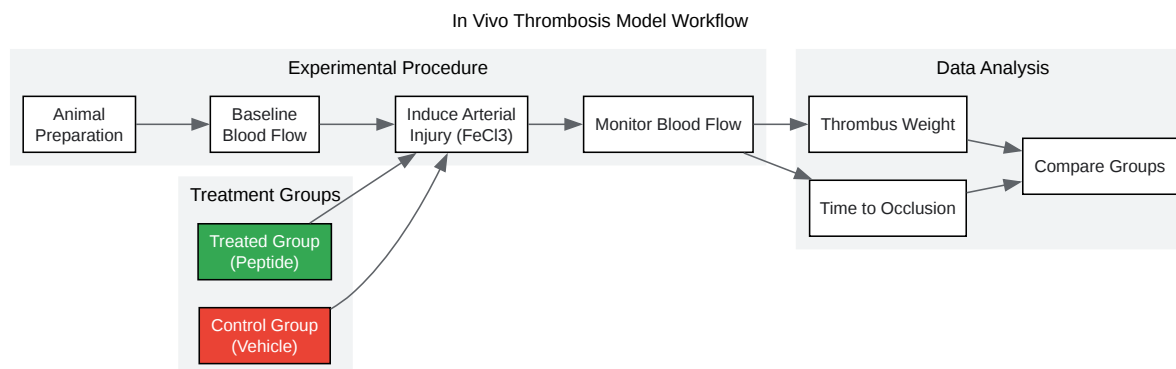 In Vivo Thrombosis Model Workflow
Experimental Procedure
Animal
Preparation
Baseline
Blood Flow
Induce Arterial
Injury (FeCl3)
Monitor Blood Flow
Treatment Groups
Treated Group
(Peptide)
Control Group
(Vehicle)
Data Analysis
Thrombus Weight
Time to Occlusion
Compare Groups